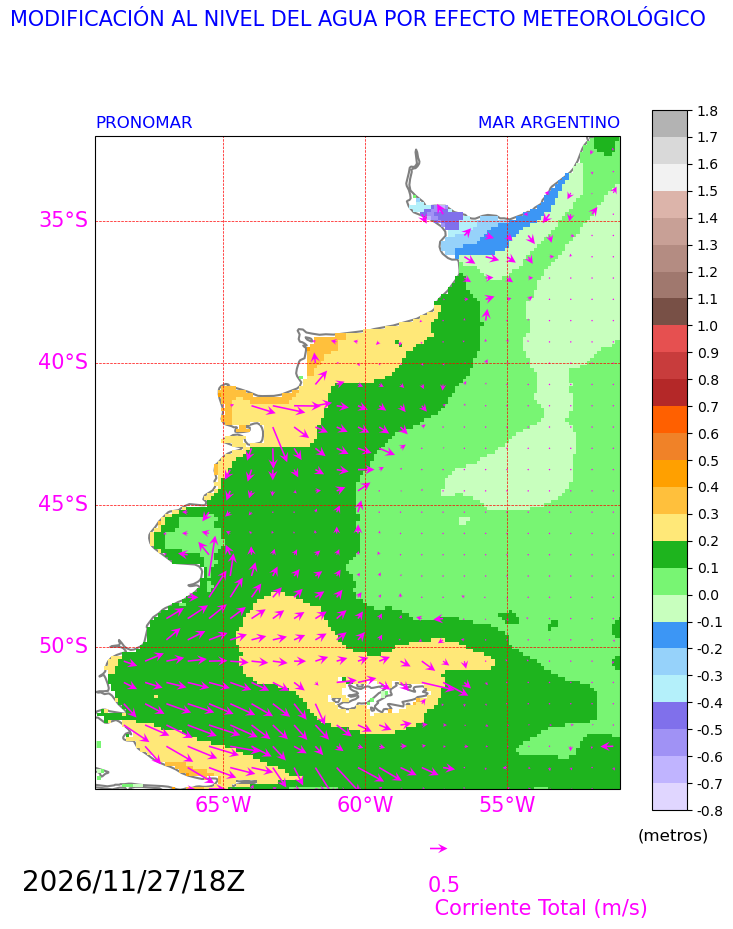 MODIFICACIÓN AL NIVEL DEL AGUA POR EFECTO METEOROLÓGICO
PRONOMAR
MAR ARGENTINO
35°S
40°S
45°S
50°S
65°W
60°W
55°W
1.8
1.7
1.6
1.5
1.4
1.3
1.2
1.1
1.0
0.9
0.8
0.7
0.6
0.5
0.4
0.3
0.2
0.1
0.0
-0.1
-0.2
-0.3
-0.4
-0.5
-0.6
-0.7
-0.8
(metros)
2026/11/27/18Z
0.5
Corriente Total (m/s)